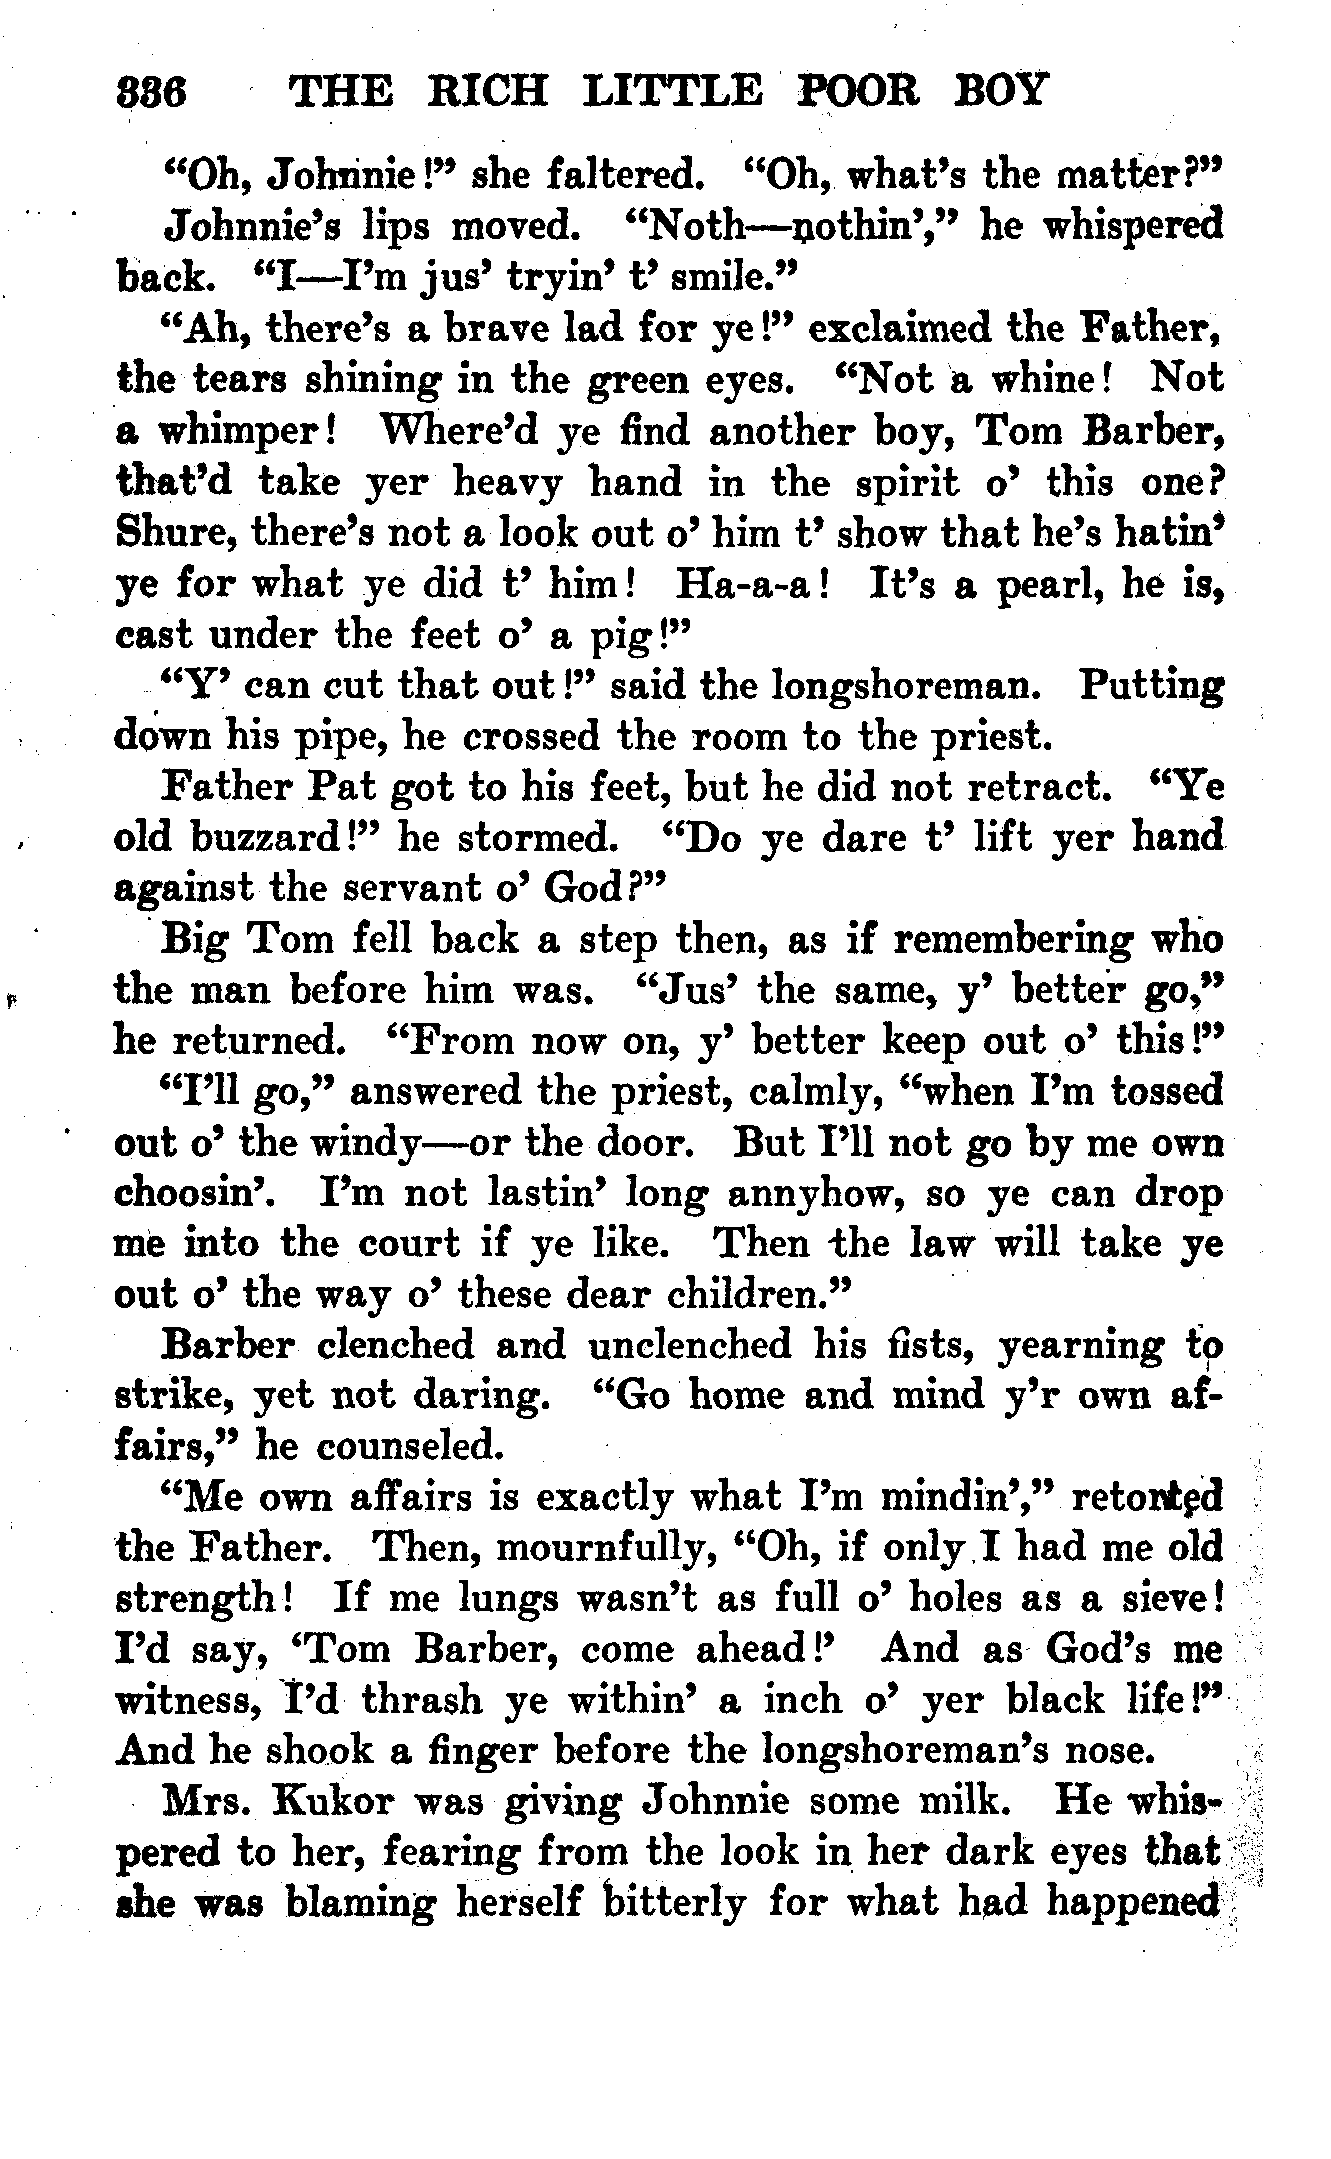 336 THE RICH LITTLE POOR BOY
“Oh, Johnnie!” she faltered. “Oh, what’s the matter?”
Johnnie’s lips moved. “Noth—nothin’,” he whispered
back. “I—I’m jus’ tryin’ t’ smile.”
“Ah, there’s a brave lad for ye!” exclaimed the Father,
the tears shining in the green eyes. “Not a whine! Not
a whimper! Where’d ye find another boy, Tom Barber,
that’d take yer heavy hand in the spirit o’ this one?
Shure, there’s not a look out o’ him t’ show that he’s hatin’
ye for what ye did t’ him! Ha-a-a! It’s a pearl, he is,
cast under the feet o’ a pig!”
“Y’ can cut that out!” said the longshoreman. Putting
down his pipe, he crossed the room to the priest.
Father Pat got to his feet, but he did not retract. “Ye
old buzzard!” he stormed. “Do ye dare t’ lift yer hand
against the servant o’ God?”
Big Tom fell back a step then, as if remembering who
the man before him was. “Jus’ the same, y’ better go,”
he returned. “From now on, y’ better keep out o’ this!”
“I’ll go,” answered the priest, calmly, “when I’m tossed
out o’ the windy—or the door. But I’ll not go by me own
choosin’. I’m not lastin’ long annyhow, so ye can drop
me into the court if ye like. Then the law will take ye
out o’ the way o’ these dear children.”
Barber clenched and unclenched his fists, yearning to
strike, yet not daring. “Go home and mind y’r own af-
fairs,” he counseled.
“Me own affairs is exactly what I’m mindin’,” retorted
the Father. Then, mournfully, “Oh, if only I had me old
strength! If me lungs wasn’t as full o’ holes as a sieve!
I’d say, ‘Tom Barber, come ahead!’ And as God’s me
witness, I’d thrash ye within’ a inch o’ yer black life!”
And he shook a finger before the longshoreman’s nose.
Mrs. Kukor was giving Johnnie some milk. He whis-
pered to her, fearing from the look in her dark eyes that
she was blaming herself bitterly for what had happened